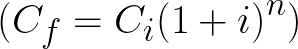 (C_f = C_i(1 + i)^n)